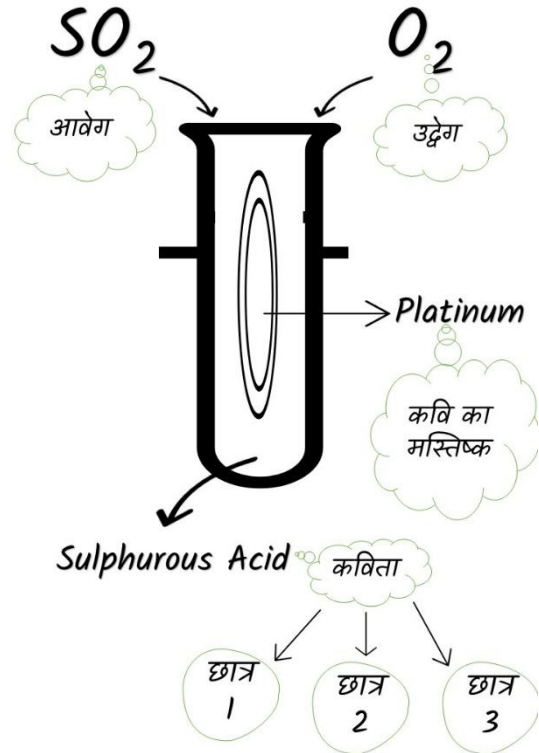 SO₂
O₂
आवेग
उद्वेग
Platinum
कवि का
मस्तिष्क
Sulphurous Acid
कविता
छात्र
1
छात्र
2
छात्र
3